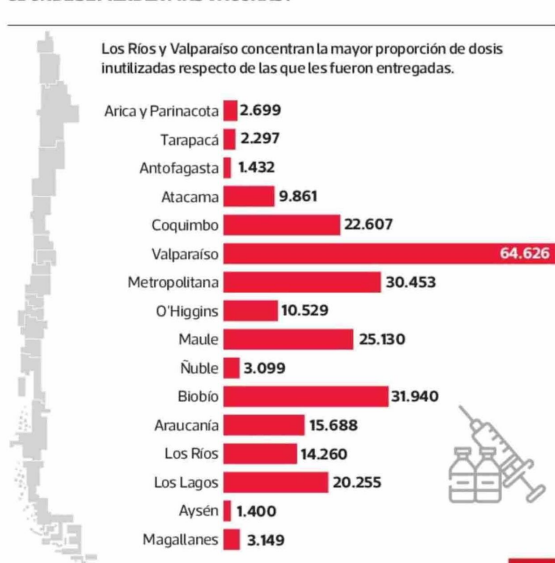 Los Ríos y Valparaíso concentran la mayor proporción de dosis
inutilizadas respecto de las que les fueron entregadas.
Arica y Parinacota 2.699
Tarapacá 2.297
Antofagasta 1.432
Atacama 9.861
Coquimbo 22.607
Valparaíso 64.626
Metropolitana 30.453
O'Higgins 10.529
Maule 25.130
Ñuble 3.099
Biobío 31.940
Araucanía 15.688
Los Ríos 14.260
Los Lagos 20.255
Aysén 1.400
Magallanes 3.149